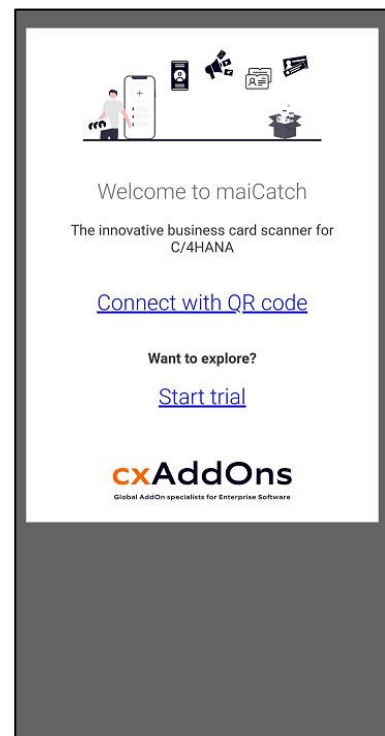 Welcome to maiCatch
The innovative business card scanner for
C/4HANA
Connect with QR code
Want to explore?
Start trial
cxAddOns
Global AddOn specialists for Enterprise Software